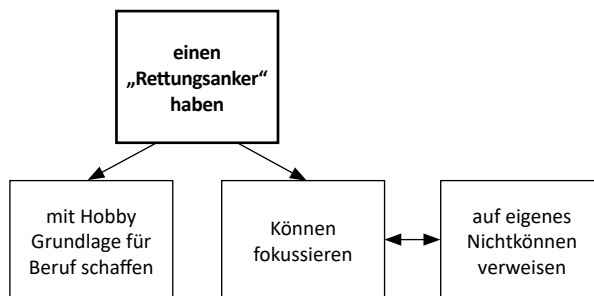 einen
„Rettungsanker“
haben
mit Hobby
Grundlage für
Beruf schaffen
Können
fokussieren
auf eigenes
Nichtkönnen
verweisen